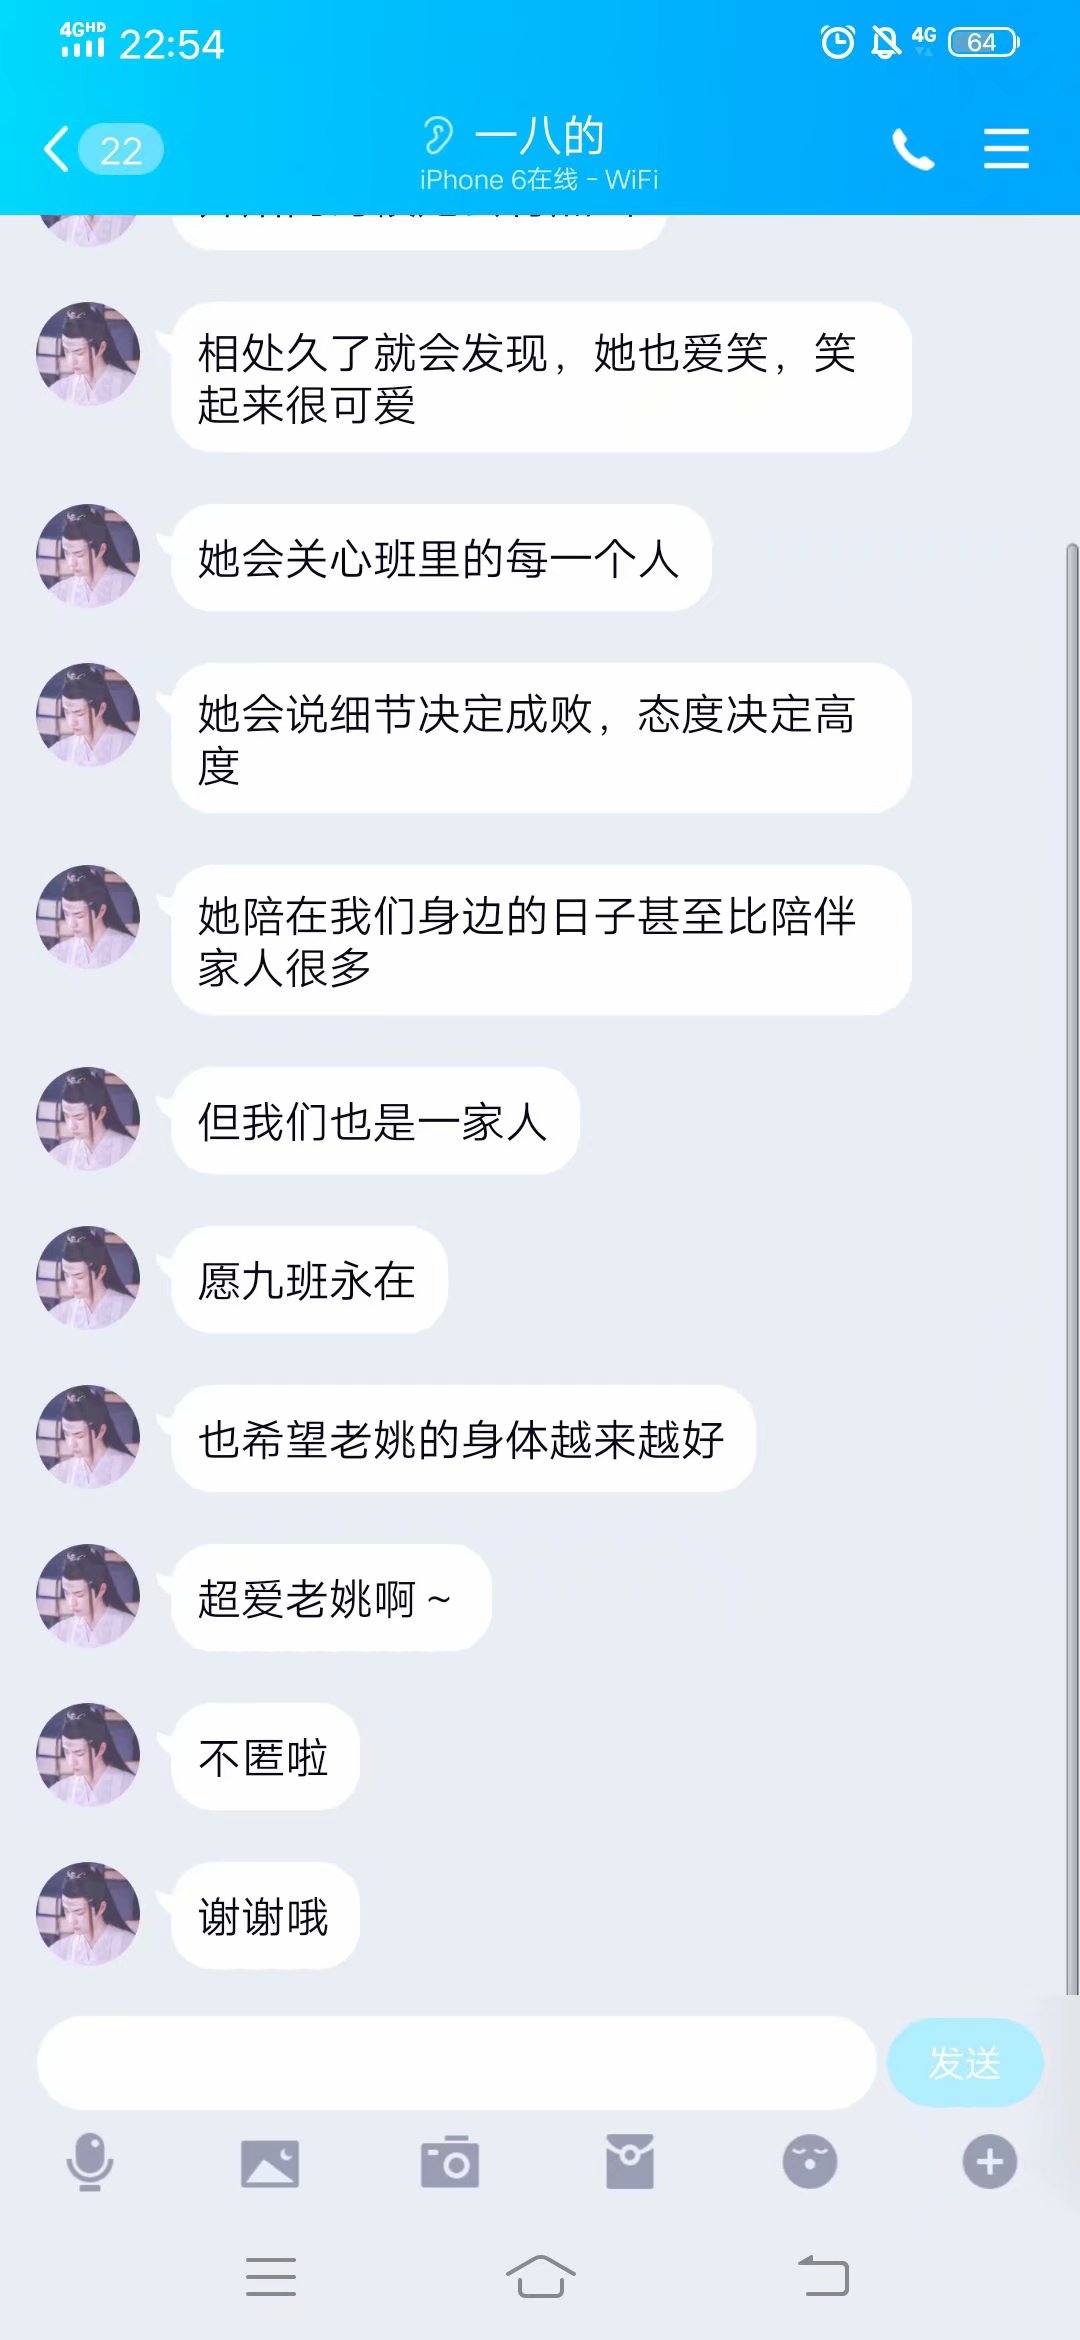 4GHD 22:54 4G 64
22 一八的
iPhone 6在线 - WiFi
相处久了就会发现，她也爱笑，笑
起来很可爱
她会关心班里的每一个人
她会说细节决定成败，态度决定高
度
她陪在我们身边的日子甚至比陪伴
家人很多
但我们也是一家人
愿九班永在
也希望老姚的身体越来越好
超爱老姚啊～
不匿啦
谢谢哦
发送